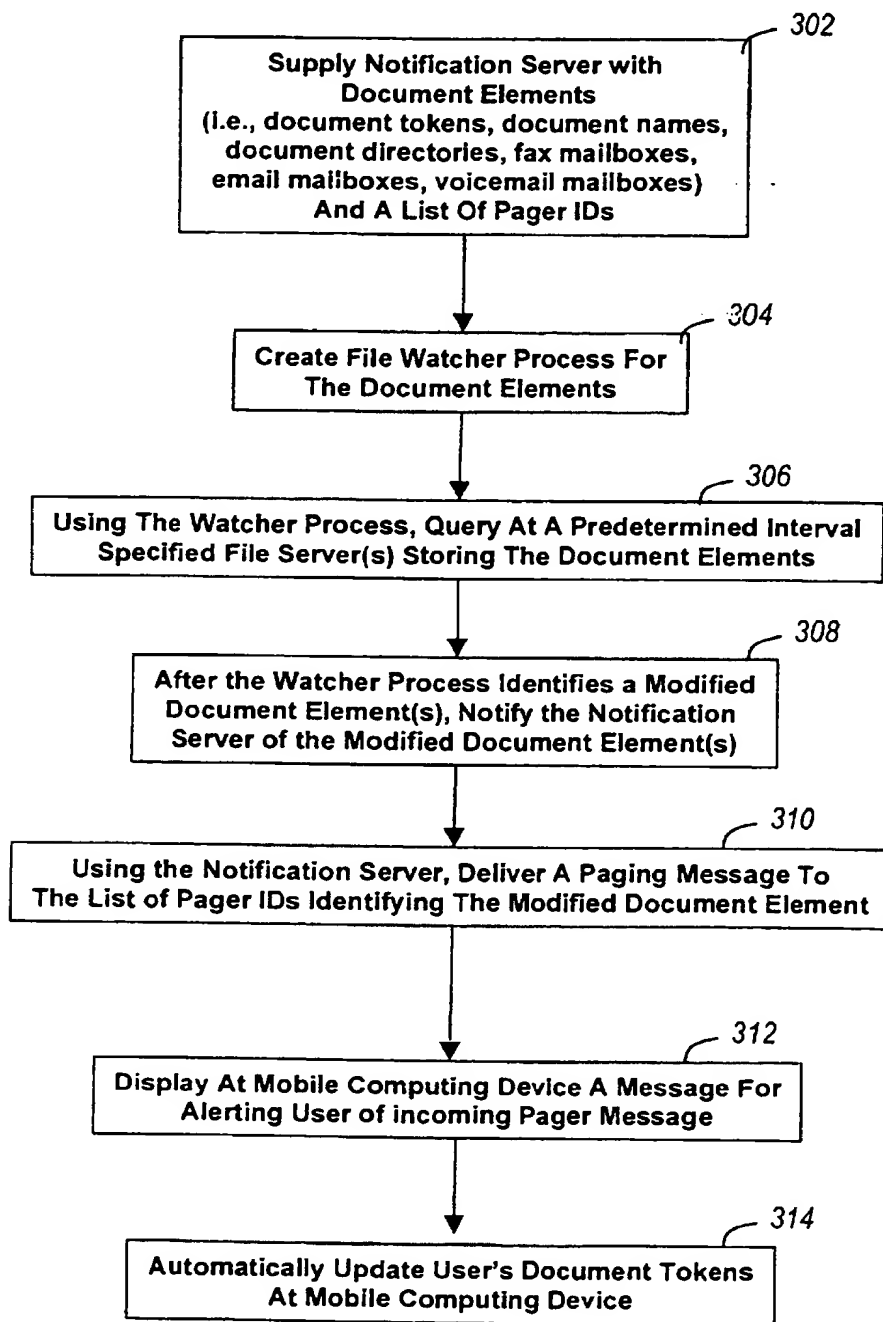 302
Supply Notification Server with
Document Elements
(i.e., document tokens, document names,
document directories, fax mailboxes,
email mailboxes, voicemail mailboxes)
And A List Of Pager IDs
304
Create File Watcher Process For
The Document Elements
306
Using The Watcher Process, Query At A Predetermined Interval
Specified File Server(s) Storing The Document Elements
308
After the Watcher Process Identifies a Modified
Document Element(s), Notify the Notification
Server of the Modified Document Element(s)
310
Using the Notification Server, Deliver A Paging Message To
The List of Pager IDs Identifying The Modified Document Element
312
Display At Mobile Computing Device A Message For
Alerting User of incoming Pager Message
314
Automatically Update User's Document Tokens
At Mobile Computing Device